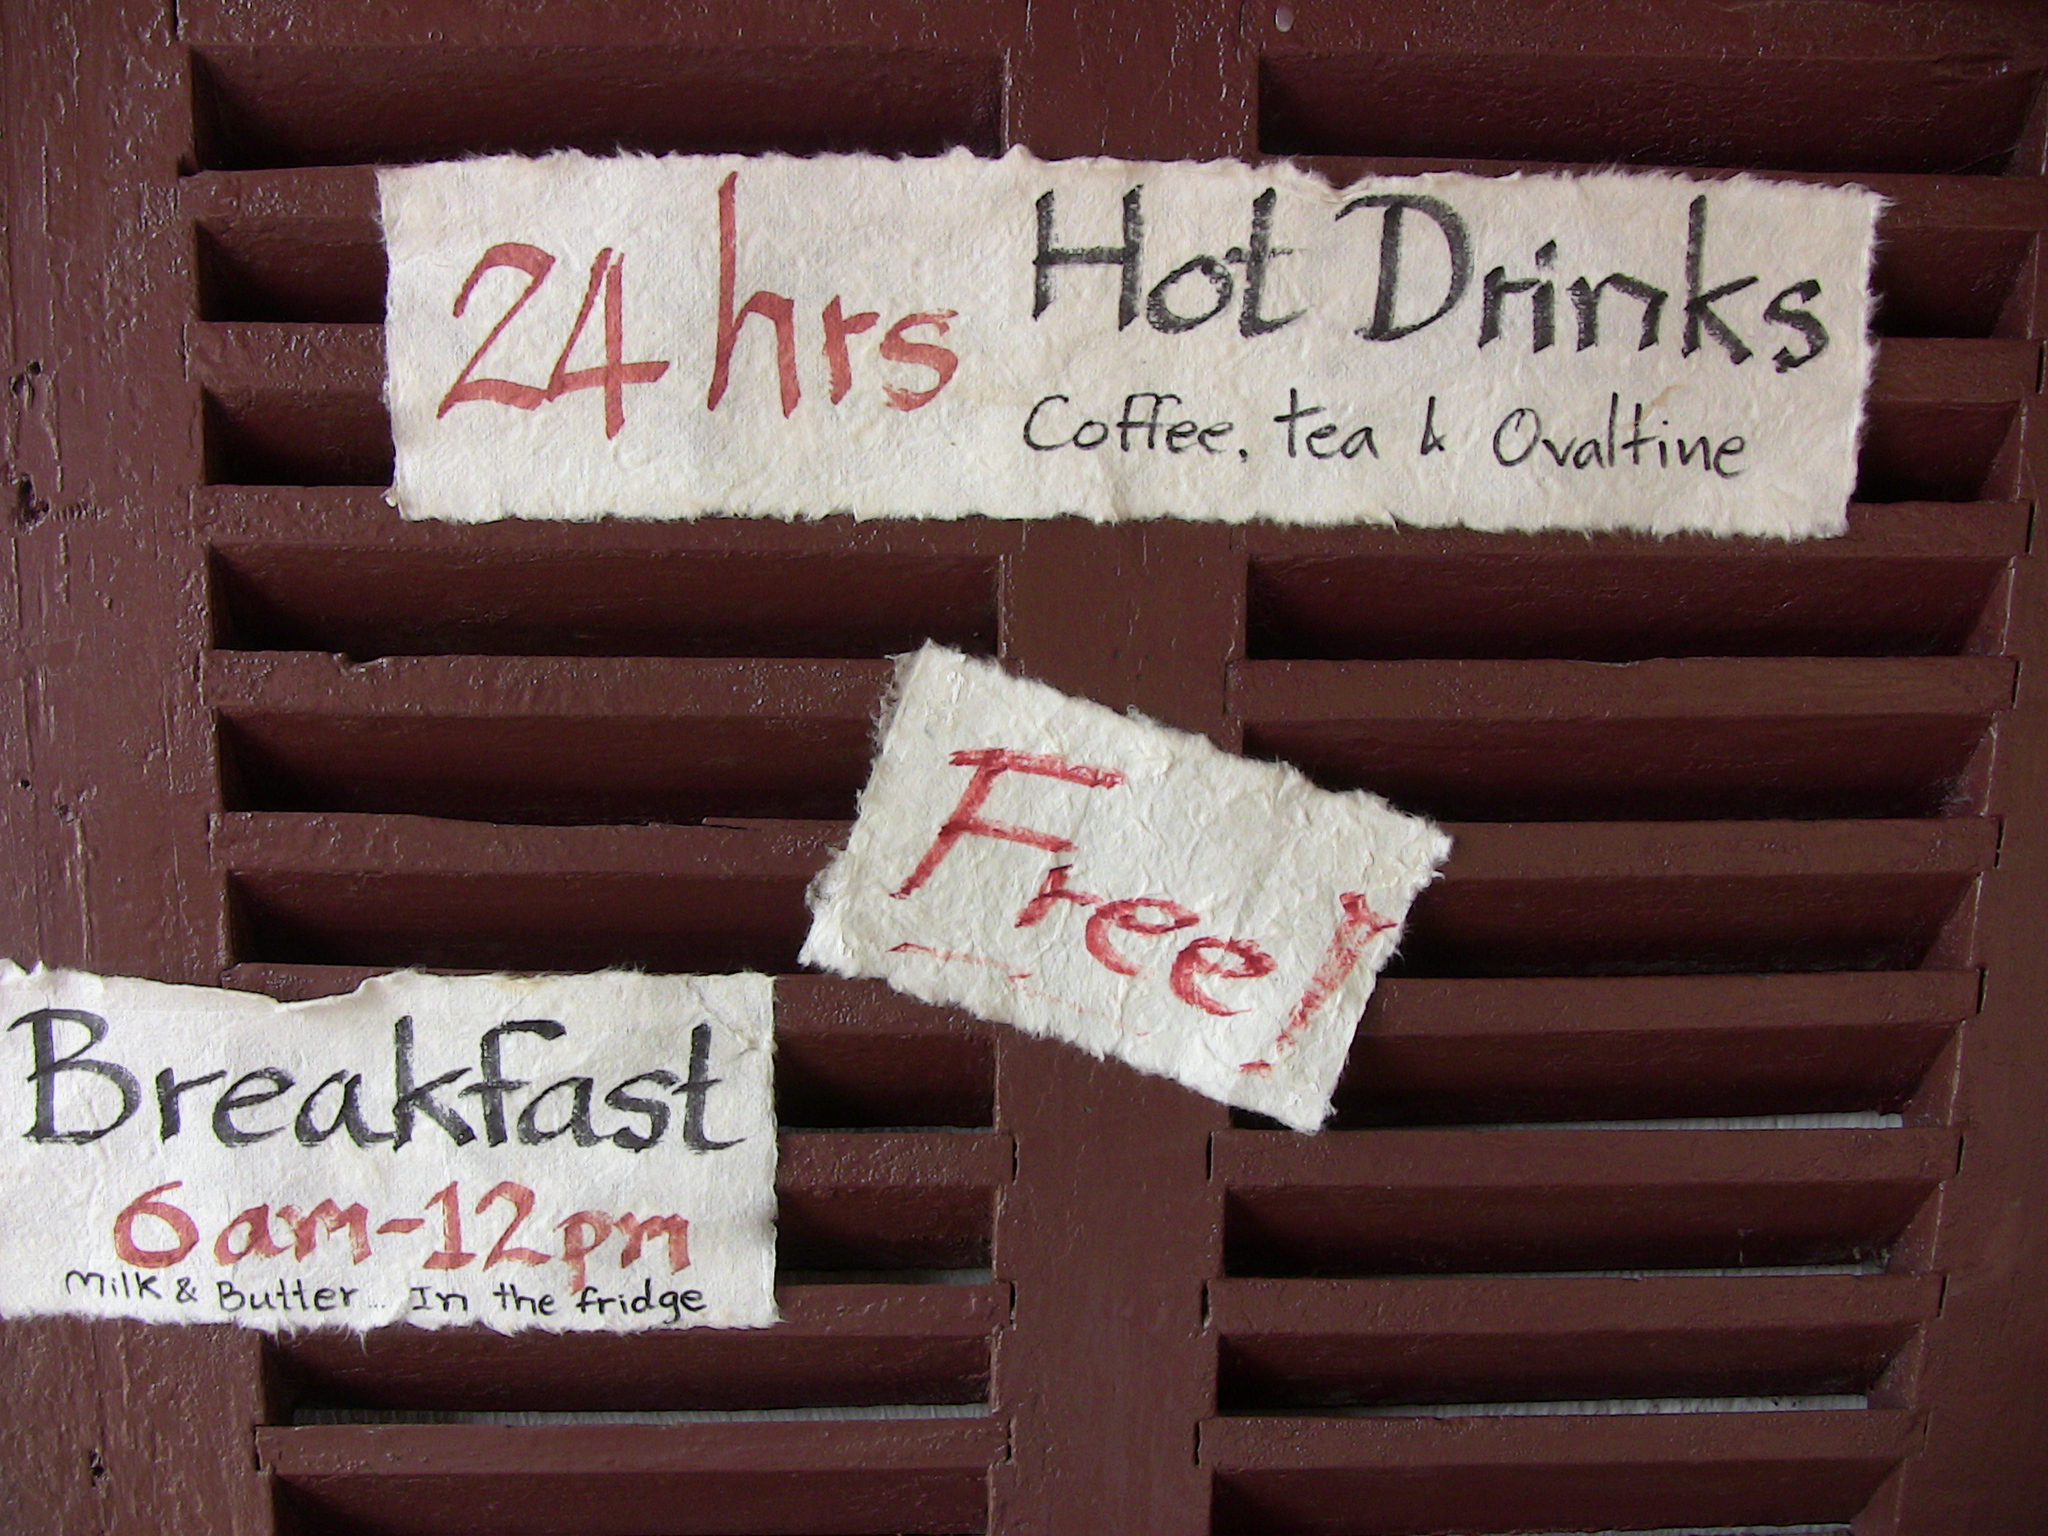 24 hrs Hot Drinks
Coffee, tea & Ovaltine
Free!
Breakfast
6am-12pm
Milk & Butter... In the fridge